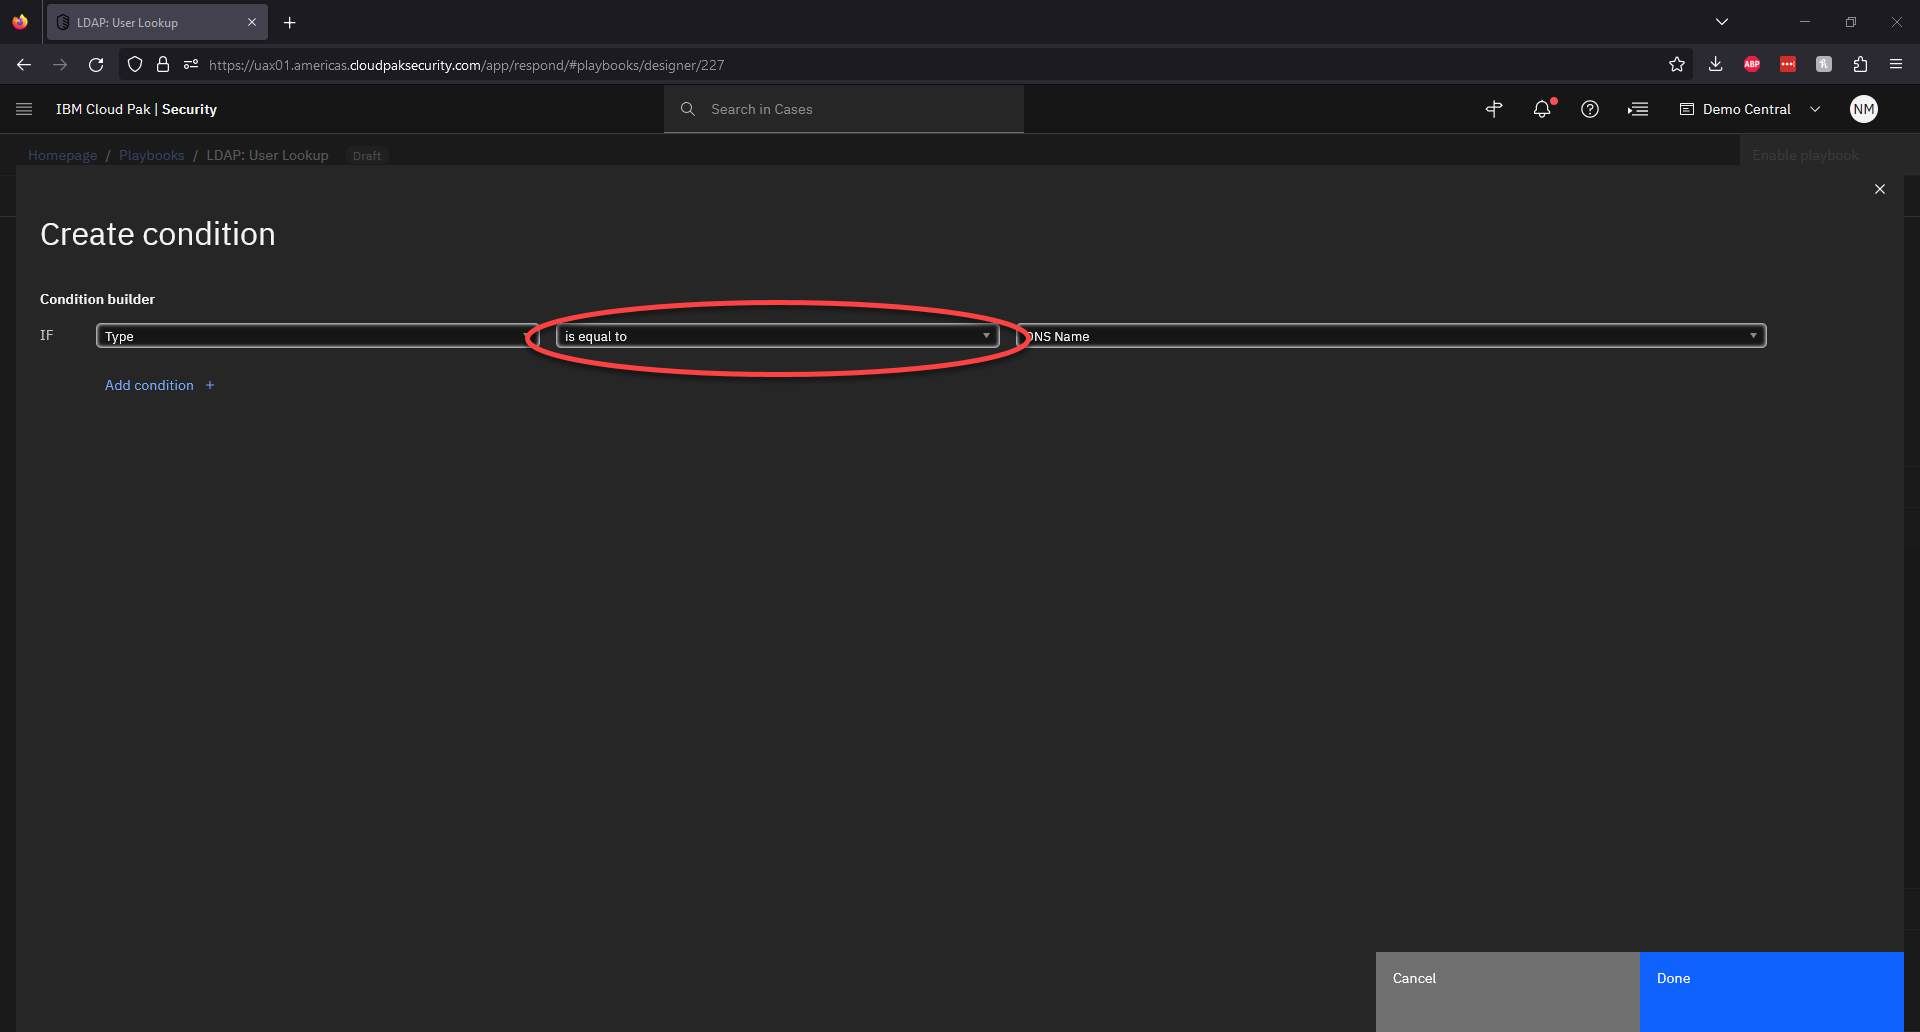 LDAP: User Lookup
https://uax01.americas.cloudpaksecurity.com/app/respond/#playbooks/designer/227
ABP
IBM Cloud Pak | Security
Search in Cases
Demo Central
NM
Homepage / Playbooks / LDAP: User Lookup Draft
Enable playbook
Create condition
Condition builder
IF Type is equal to DNS Name
Add condition +
Cancel
Done